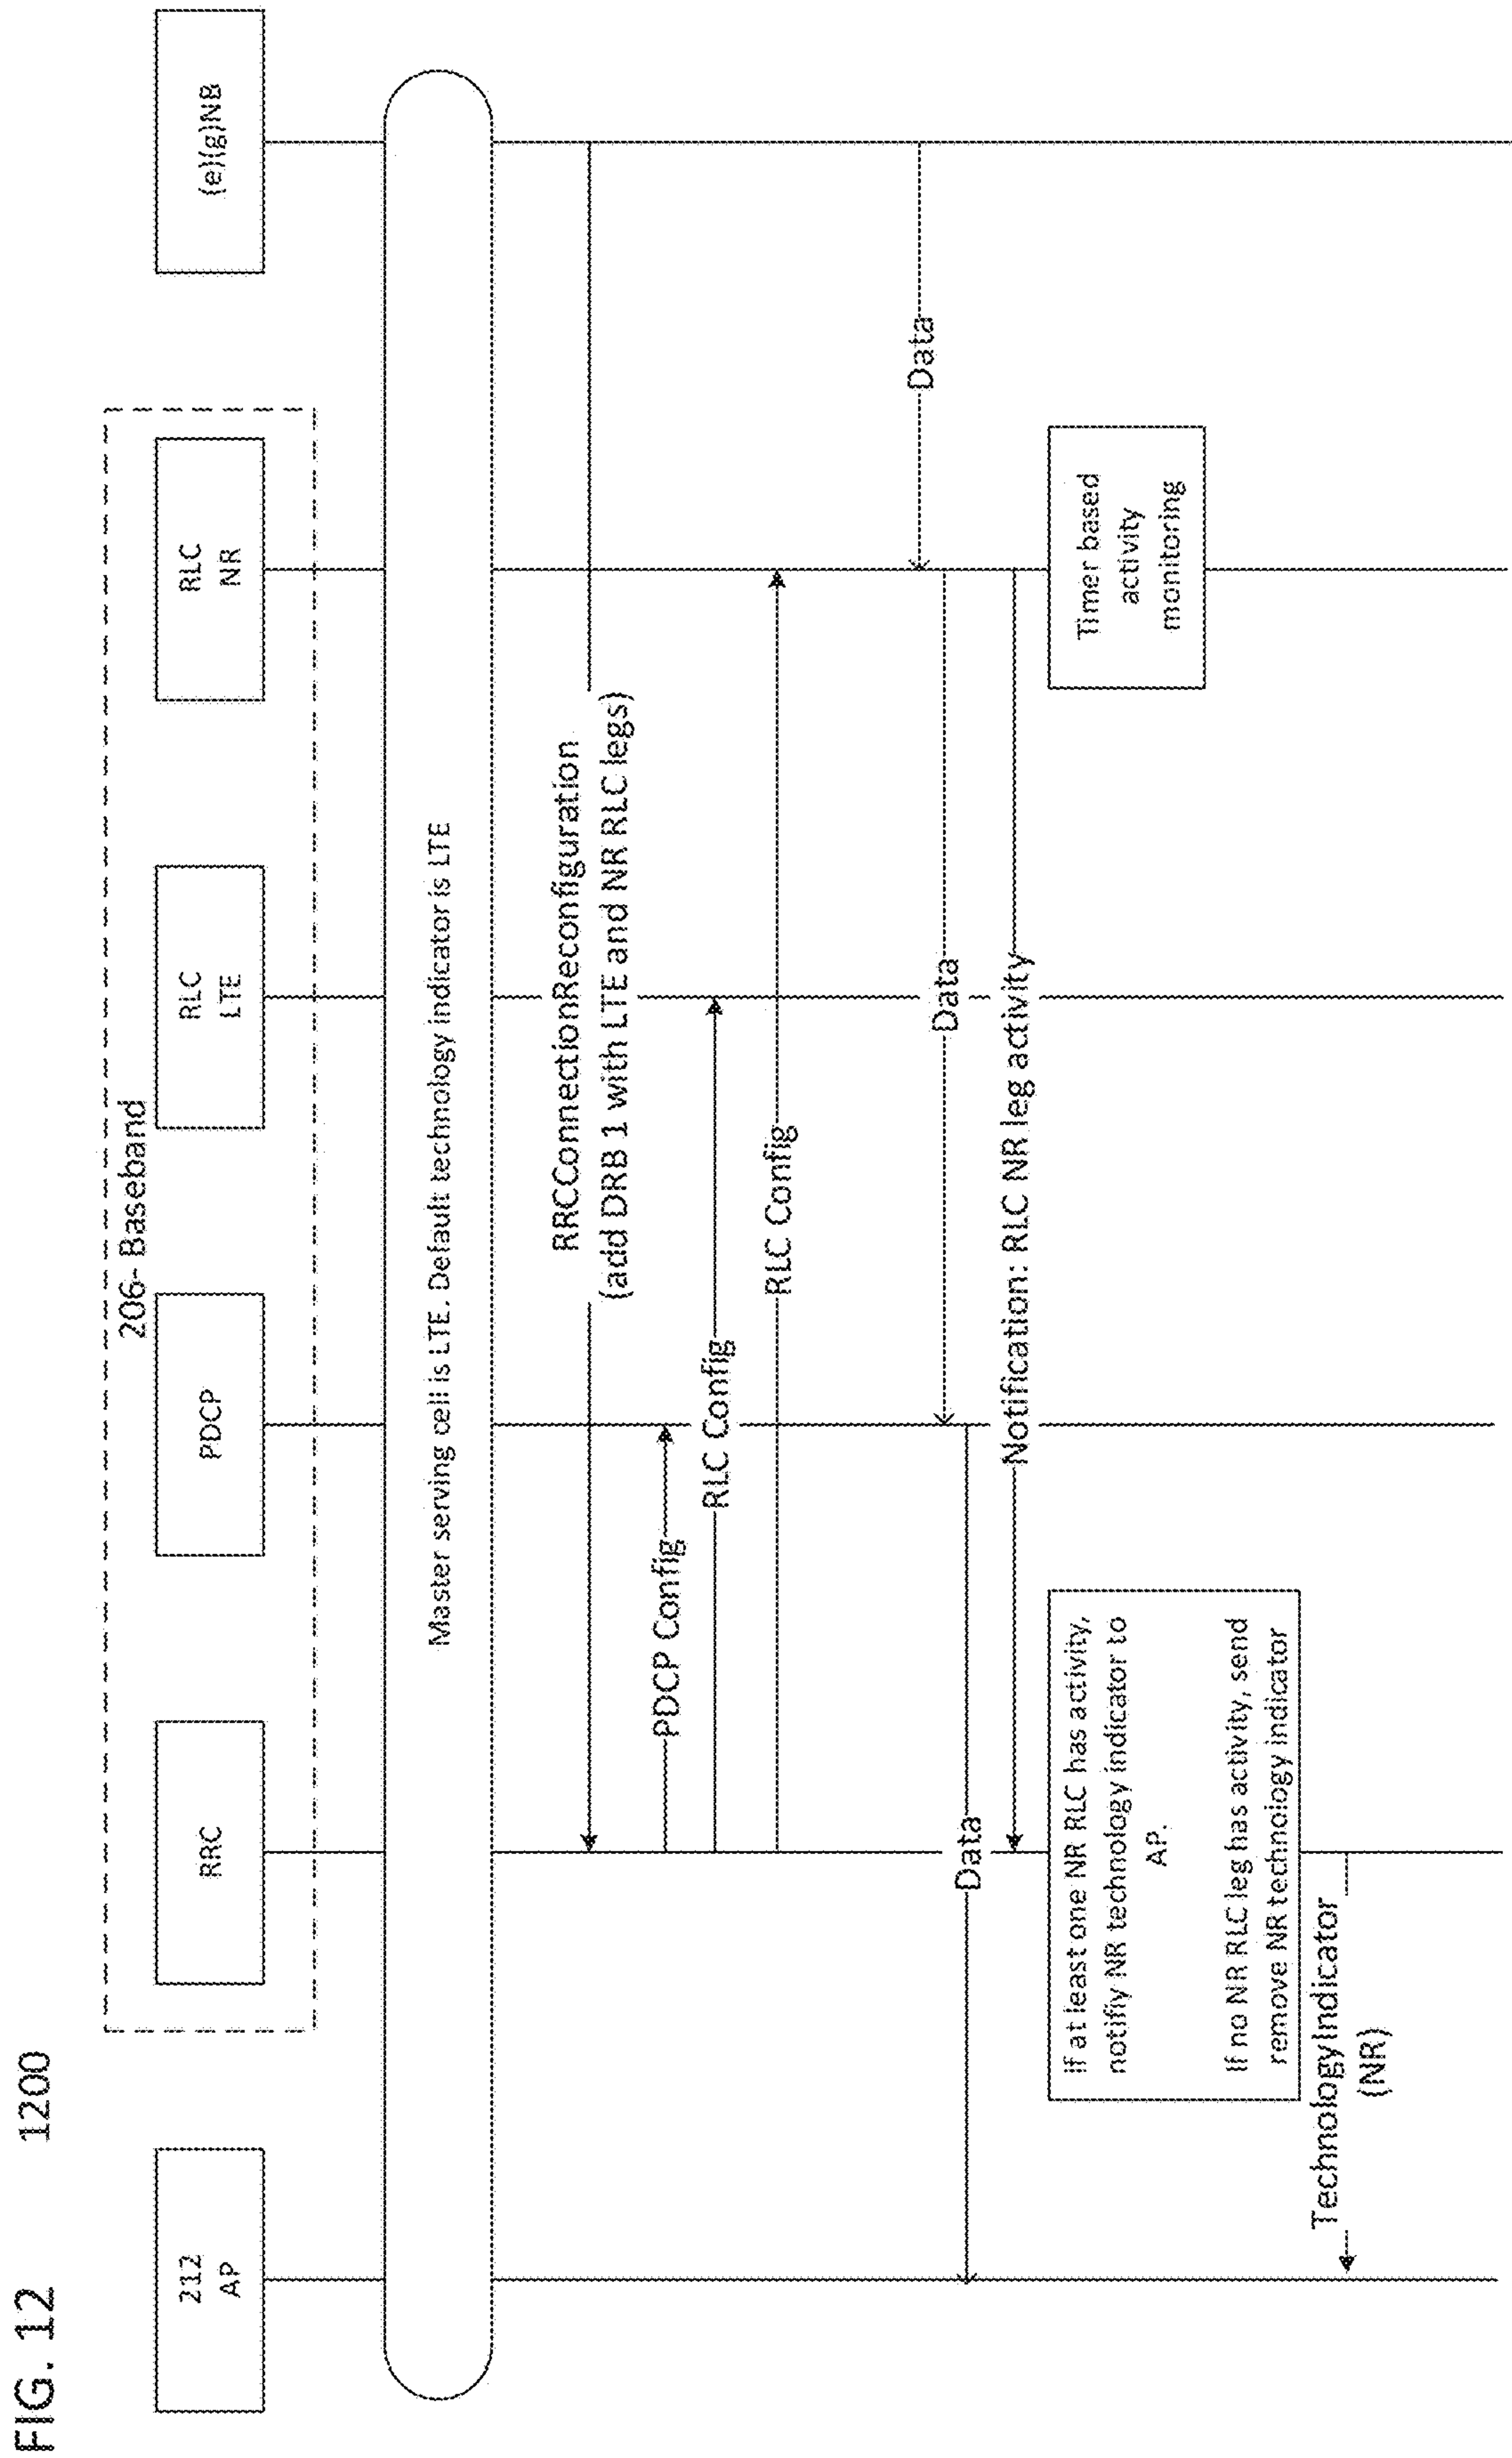 FIG. 12 1200
206- Baseband
212
AP
RRC
PDCP
RLC
LTE
RLC
NR
(e)(g)NB
Master serving cell is LTE. Default technology indicator is LTE
RRCConnectionReconfiguration
(add DRB 1 with LTE and NR RLC legs)
PDCP Config
RLC Config
RLC Config
Data
Data
Data
Notification: RLC NR leg activity
If at least one NR RLC has activity,
notifiy NR technology indicator to
AP.
If no NR RLC leg has activity, send
remove NR technology indicator
Timer based
activity
monitoring
TechnologyIndicator
(NR)